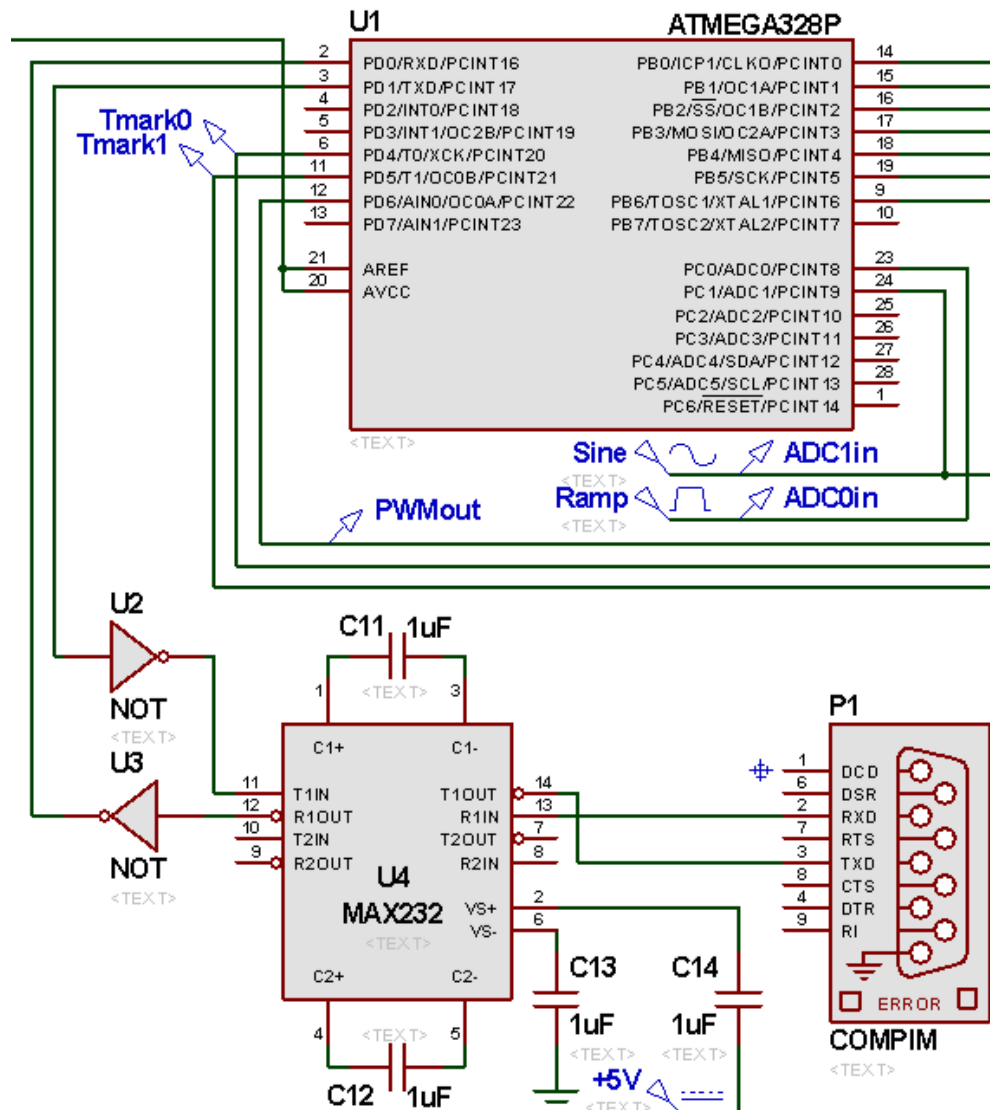 U1 ATMEGA328P
2 PD0/RXD/PCINT16 PB0/ICP1/CLKO/PCINT0 14
3 PD1/TXD/PCINT17 PB1/OC1A/PCINT1 15
4 PD2/INT0/PCINT18 PB2/SS/OC1B/PCINT2 16
5 PD3/INT1/OC2B/PCINT19 PB3/MOSI/OC2A/PCINT3 17
Tmark0
6 PD4/T0/XCK/PCINT20 PB4/MISO/PCINT4 18
Tmark1
11 PD5/T1/OC0B/PCINT21 PB5/SCK/PCINT5 19
12 PD6/AIN0/OC0A/PCINT22 PB6/TOSC1/XTAL1/PCINT6 9
13 PD7/AIN1/PCINT23 PB7/TOSC2/XTAL2/PCINT7 10
21 AREF PC0/ADC0/PCINT8 23
20 AVCC PC1/ADC1/PCINT9 24
PC2/ADC2/PCINT10 25
PC3/ADC3/PCINT11 26
PC4/ADC4/SDA/PCINT12 27
PC5/ADC5/SCL/PCINT13 28
PC6/RESET/PCINT14 1
<TEXT>
Sine ADC1in
<TEXT>
Ramp ADC0in
<TEXT>
PWMout
U2
NOT
<TEXT>
U3
NOT
<TEXT>
C11 1uF
<TEXT>
1 3
C1+ C1-
11 T1IN T1OUT 14
12 R1OUT R1IN 13
10 T2IN T2OUT 7
9 R2OUT R2IN 8
U4
MAX232
<TEXT>
VS+ 2
VS- 6
C2+ C2-
4 5
<TEXT>
C12 1uF
C13
1uF
<TEXT>
C14
1uF
<TEXT>
+5V
<TEXT>
P1
1 DCD
6 DSR
2 RXD
7 RTS
3 TXD
8 CTS
4 DTR
9 RI
ERROR
COMPIM
<TEXT>